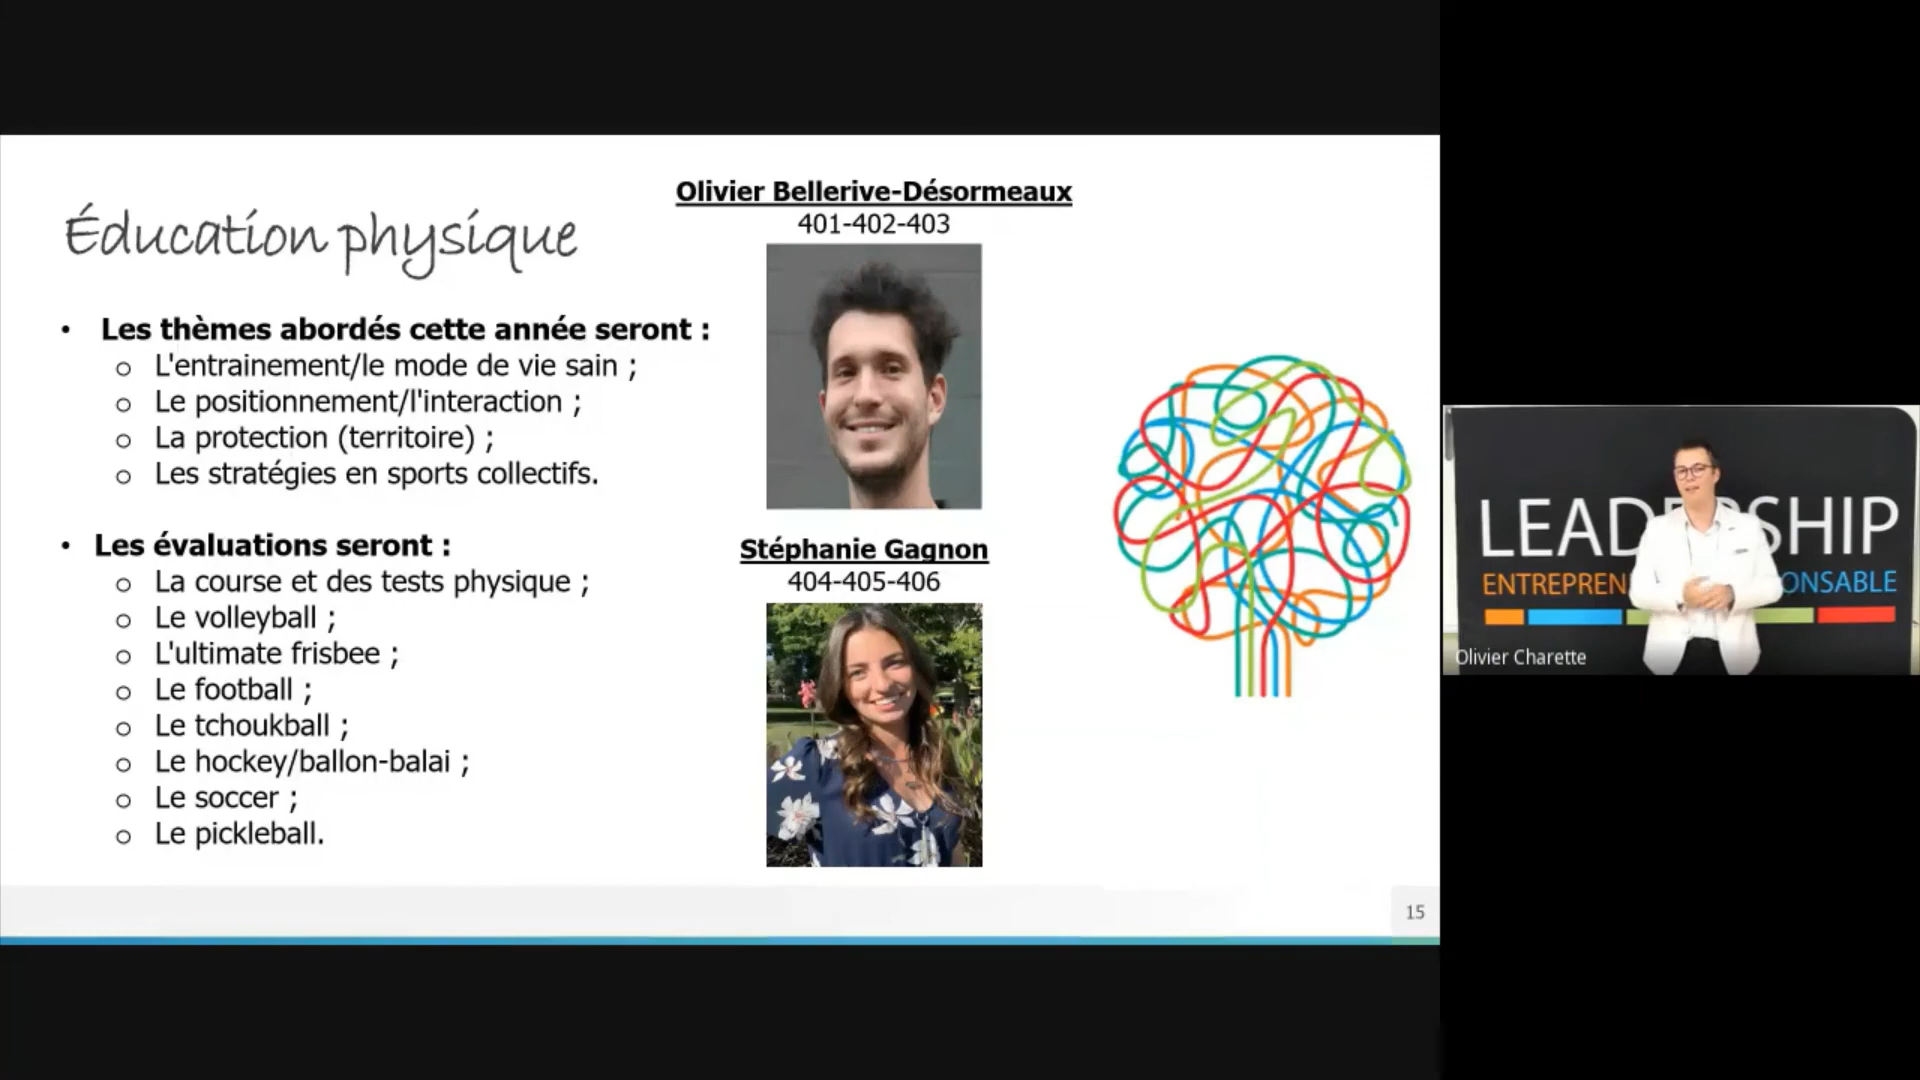 Éducation physique
• Les thèmes abordés cette année seront :
o L'entrainement/le mode de vie sain ;
o Le positionnement/l'interaction ;
o La protection (territoire) ;
o Les stratégies en sports collectifs.
• Les évaluations seront :
o La course et des tests physique ;
o Le volleyball ;
o L'ultimate frisbee ;
o Le football ;
o Le tchoukball ;
o Le hockey/ballon-balai ;
o Le soccer ;
o Le pickleball.
Olivier Bellerive-Désormeaux
401-402-403
Stéphanie Gagnon
404-405-406
15
LEADERSHIP
ENTREPREN ONSABLE
Olivier Charette